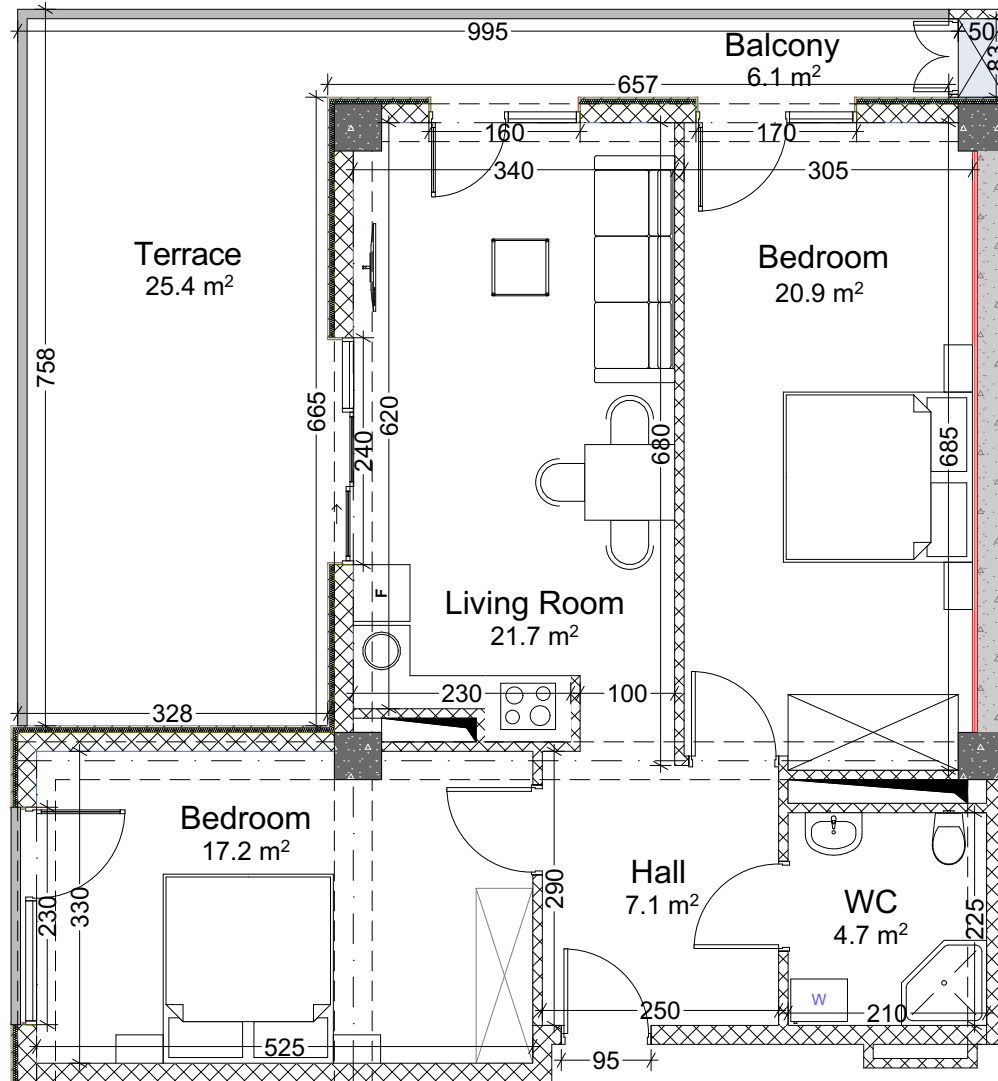 995
50
83
Balcony
6.1 m²
657
160
170
340
305
Terrace
25.4 m²
Bedroom
20.9 m²
758
665
620
240
680
685
F
Living Room
21.7 m²
230
100
328
Bedroom
17.2 m²
Hall
7.1 m²
WC
4.7 m²
230
330
290
225
W
250
210
525
95